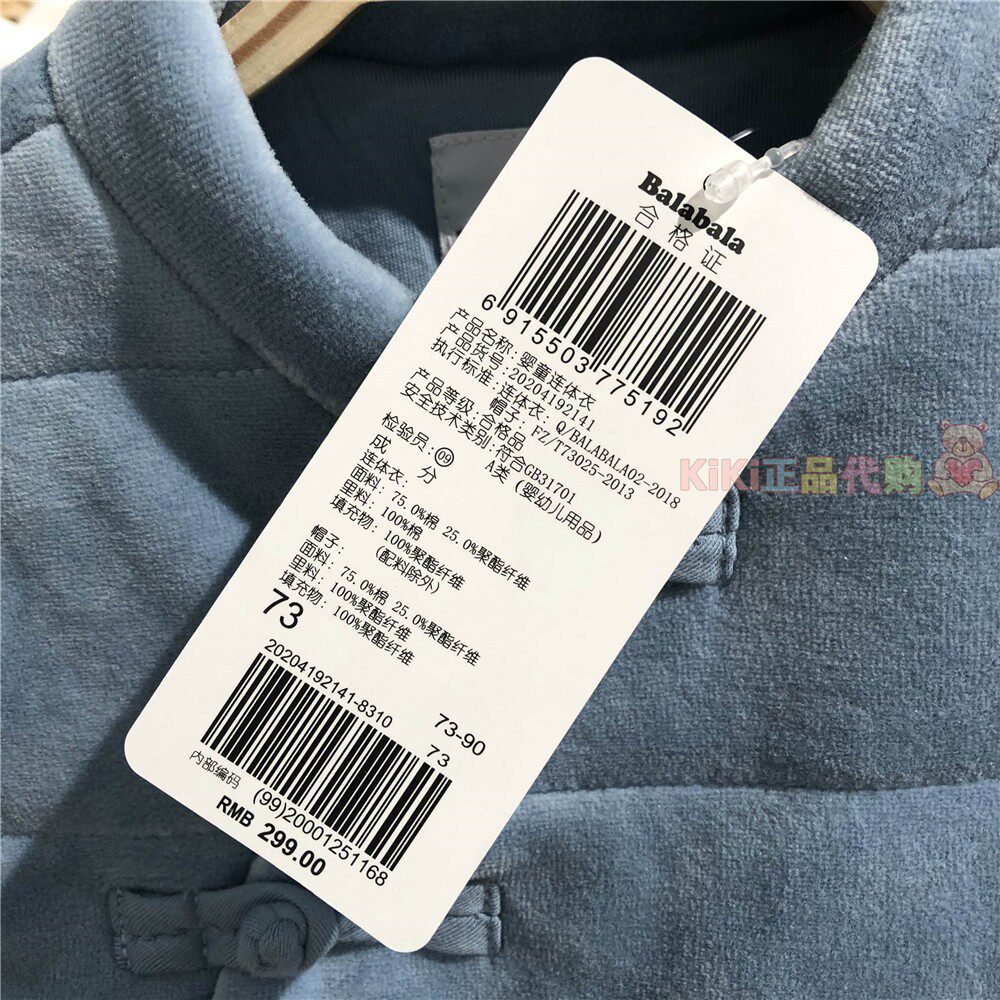 Balabala
合格证
6 915503 775192
产品名称:婴童连体衣
产品货号:20204192141
执行标准:连体衣:Q/BALABALA02-2018
帽子:FZ/T73025-2013
产品等级:合格品
安全技术类别:符合GB31701
A类(婴幼儿用品)
检验员:09
成 分
连体衣:
面料:75.0%棉 25.0%聚酯纤维
里料:100%棉
填充物:100%聚酯纤维
(配料除外)
帽子:
面料:75.0%棉 25.0%聚酯纤维
里料:100%聚酯纤维
填充物:100%聚酯纤维
73
20204192141-8310
73-90
73
内部编码
(99)20001251168
RMB 299.00
KiKi正品代购